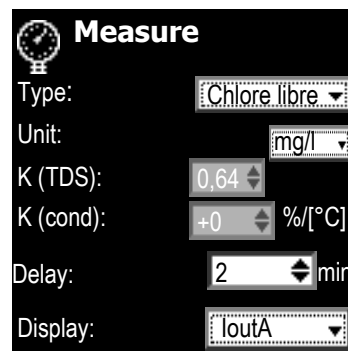 Measure
Type: Chlore libre
Unit: mg/l
K (TDS): 0,64
K (cond): +0 %/[°C]
Delay: 2 min
Display: IoutA